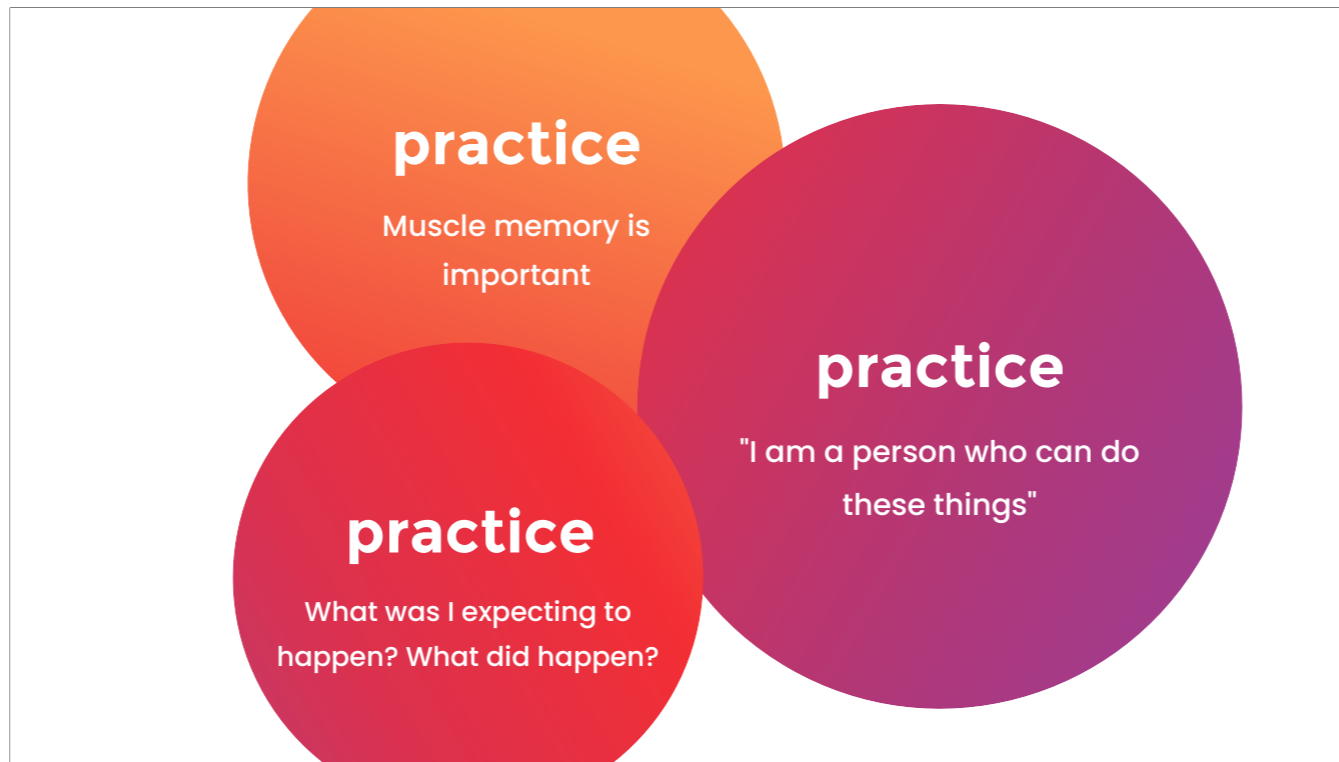 practice
Muscle memory is
important
practice
"I am a person who can do
these things"
practice
What was I expecting to
happen? What did happen?